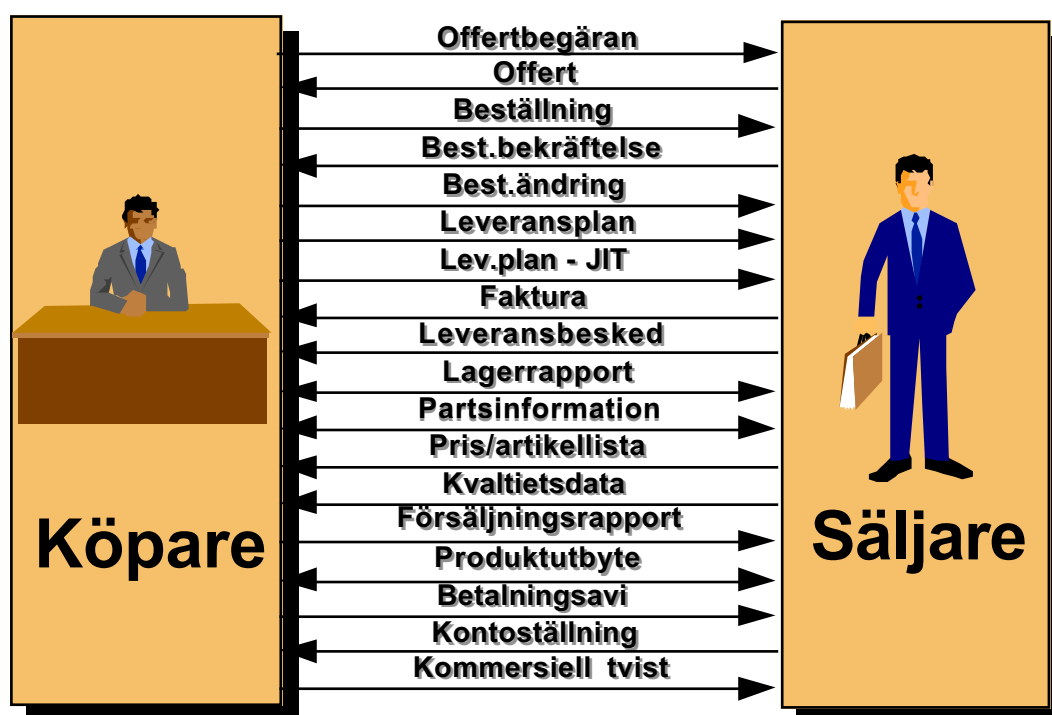 Offertbegäran
Offert
Beställning
Best.bekräftelse
Best.ändring
Leveransplan
Lev.plan - JIT
Faktura
Leveransbesked
Lagerrapport
Partsinformation
Pris/artikellista
Kvaltietsdata
Försäljningsrapport
Produktutbyte
Betalningsavi
Kontoställning
Kommersiell tvist
Köpare
Säljare